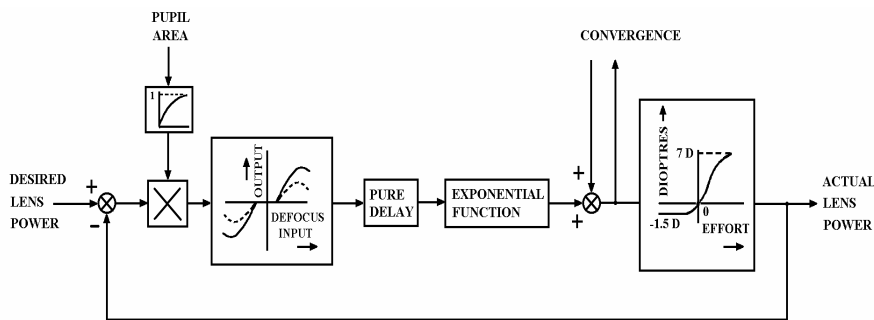 PUPIL
AREA
CONVERGENCE
1
DIOPTRES
7 D
DESIRED
LENS
POWER
+
-
OUTPUT
DEFOCUS
INPUT
PURE
DELAY
EXPONENTIAL
FUNCTION
+
+
-1.5 D
0
EFFORT
ACTUAL
LENS
POWER